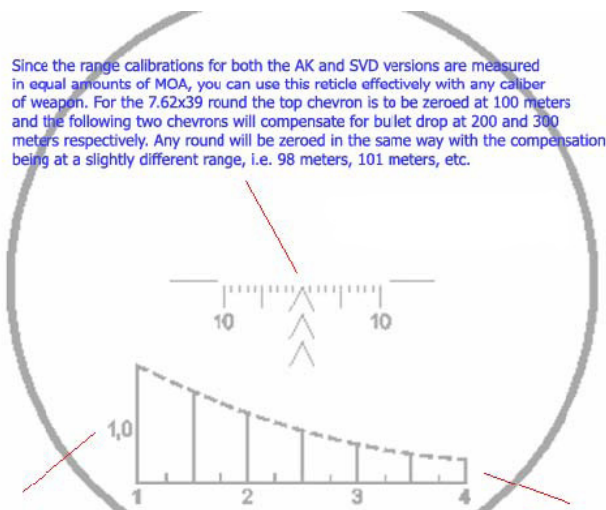 Since the range calibrations for both the AK and SVD versions are measured
in equal amounts of MOA, you can use this reticle effectively with any caliber
of weapon. For the 7.62x39 round the top chevron is to be zeroed at 100 meters
and the following two chevrons will compensate for bullet drop at 200 and 300
meters respectively. Any round will be zeroed in the same way with the compensation
being at a slightly different range, i.e. 98 meters, 101 meters, etc.
10 10
1,0
1 2 3 4